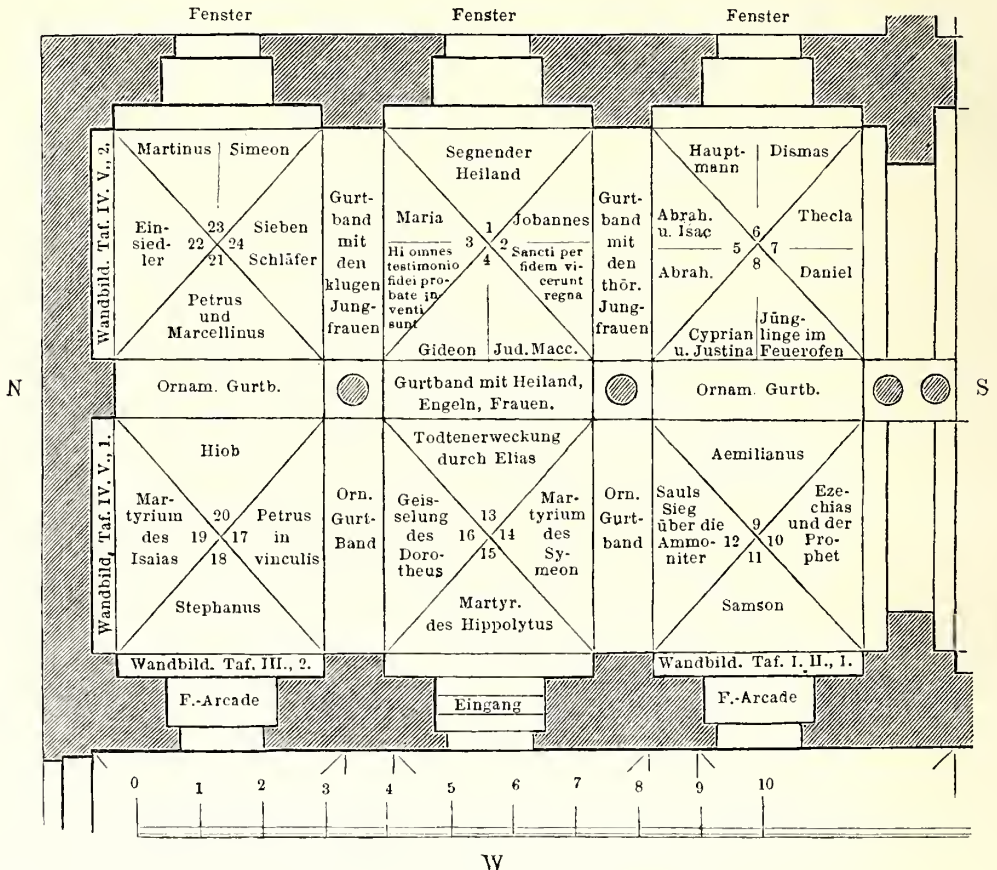 Fenster
Fenster
Fenster
Wandbild. Taf. IV. V., 2.
Martinus
Simeon
Ein-
sied-
ler
23
22 24
21
Sieben
Schläfer
Petrus
und
Marcellinus
Gurt-
band
mit
den
klugen
Jung-
frauen
Segnender
Heiland
Maria
1
3 2
4
Johannes
Hi omnes
testimonio
fidei pro-
bate in-
venti
sunt
Sancti per
fidem vi-
cerunt
regna
Gideon
Jud. Macc.
Gurt-
band
mit
den
thör.
Jung-
frauen
Haupt-
mann
Dismas
Abrah.
u. Isac
6
5 7
8
Thecla
Abrah.
Daniel
Cyprian
u. Justina
Jüng-
linge im
Feuerofen
N
Ornam. Gurtb.
Gurtband mit Heiland,
Engeln, Frauen.
Ornam. Gurtb.
S
Wandbild. Taf. IV. V., 1.
Hiob
Mar-
tyrium
des
Isaias
20
19 17
18
Petrus
in
vinculis
Stephanus
Orn.
Gurt-
Band
Todtenerweckung
durch Elias
Geis-
selung
des
Doro-
theus
13
16 14
15
Mar-
tyrium
des
Sy-
meon
Martyr.
des Hippolytus
Orn.
Gurt-
band
Aemilianus
Sauls
Sieg
über die
Ammo-
niter
9
12 10
11
Eze-
chias
und der
Pro-
phet
Samson
Wandbild. Taf. III., 2.
Wandbild. Taf. I. II., 1.
F.-Arcade
Eingang
F.-Arcade
0 1 2 3 4 5 6 7 8 9 10
W